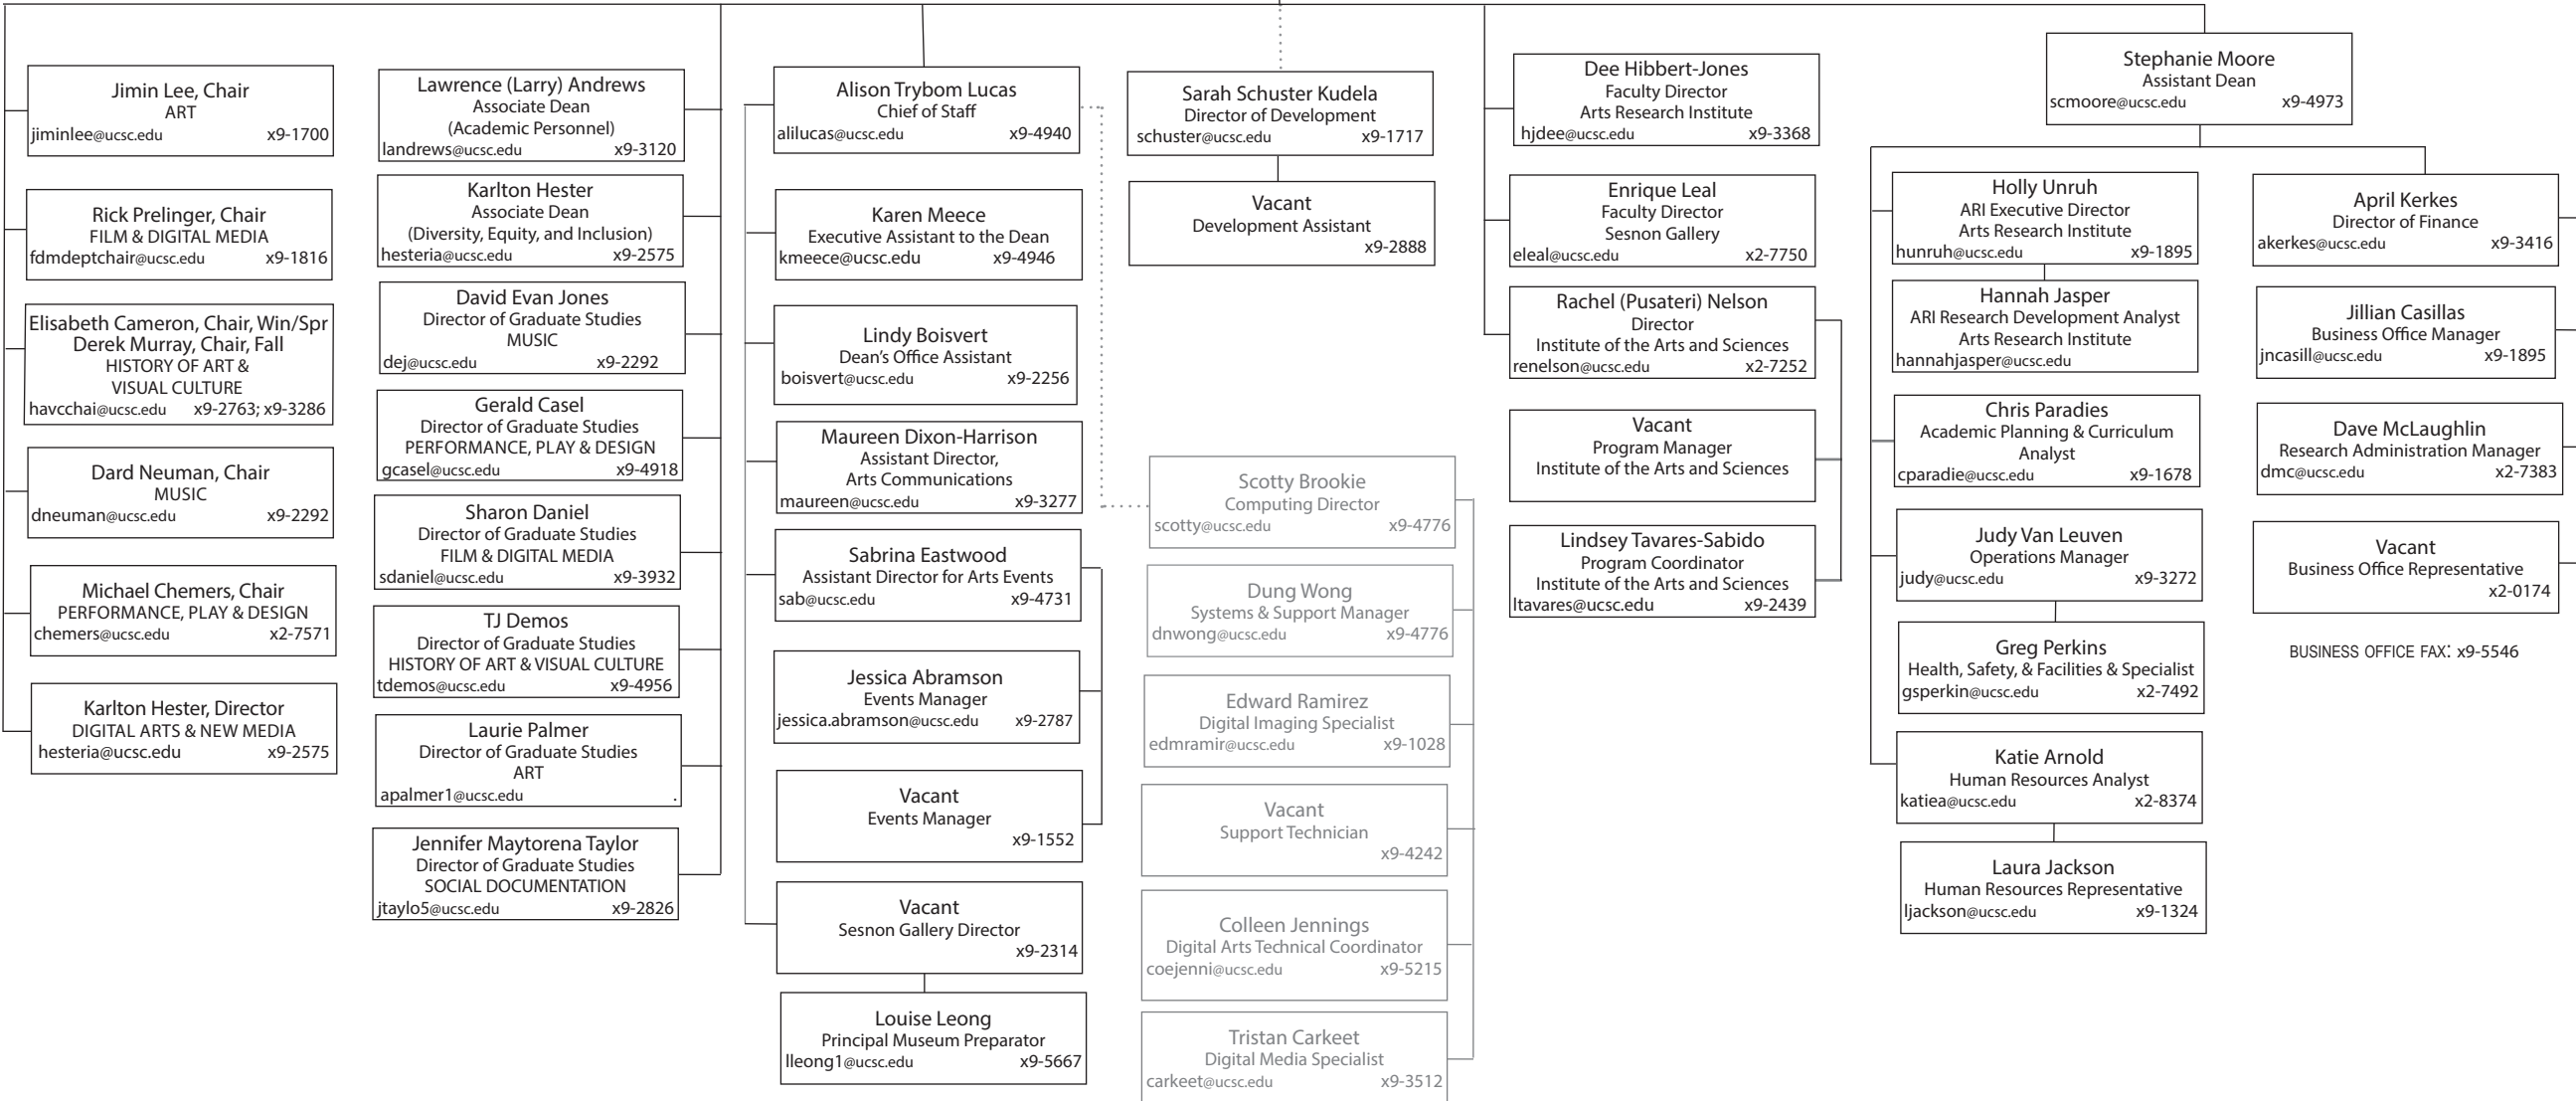 Jimin Lee, Chair
ART
jiminlee@ucsc.edu x9-1700
Rick Prelinger, Chair
FILM & DIGITAL MEDIA
fdmdeptchair@ucsc.edu x9-1816
Elisabeth Cameron, Chair, Win/Spr
Derek Murray, Chair, Fall
HISTORY OF ART &
VISUAL CULTURE
havcchai@ucsc.edu x9-2763; x9-3286
Dard Neuman, Chair
MUSIC
dneuman@ucsc.edu x9-2292
Michael Chemers, Chair
PERFORMANCE, PLAY & DESIGN
chemers@ucsc.edu x2-7571
Karlton Hester, Director
DIGITAL ARTS & NEW MEDIA
hesteria@ucsc.edu x9-2575
Lawrence (Larry) Andrews
Associate Dean
(Academic Personnel)
landrews@ucsc.edu x9-3120
Karlton Hester
Associate Dean
(Diversity, Equity, and Inclusion)
hesteria@ucsc.edu x9-2575
David Evan Jones
Director of Graduate Studies
MUSIC
dej@ucsc.edu x9-2292
Gerald Casel
Director of Graduate Studies
PERFORMANCE, PLAY & DESIGN
gcasel@ucsc.edu x9-4918
Sharon Daniel
Director of Graduate Studies
FILM & DIGITAL MEDIA
sdaniel@ucsc.edu x9-3932
TJ Demos
Director of Graduate Studies
HISTORY OF ART & VISUAL CULTURE
tdemos@ucsc.edu x9-4956
Laurie Palmer
Director of Graduate Studies
ART
apalmer1@ucsc.edu .
Jennifer Maytorena Taylor
Director of Graduate Studies
SOCIAL DOCUMENTATION
jtaylo5@ucsc.edu x9-2826
Alison Trybom Lucas
Chief of Staff
alilucas@ucsc.edu x9-4940
Karen Meece
Executive Assistant to the Dean
kmeece@ucsc.edu x9-4946
Lindy Boisvert
Dean's Office Assistant
boisvert@ucsc.edu x9-2256
Maureen Dixon-Harrison
Assistant Director,
Arts Communications
maureen@ucsc.edu x9-3277
Sabrina Eastwood
Assistant Director for Arts Events
sab@ucsc.edu x9-4731
Jessica Abramson
Events Manager
jessica.abramson@ucsc.edu x9-2787
Vacant
Events Manager
x9-1552
Vacant
Sesnon Gallery Director
x9-2314
Louise Leong
Principal Museum Preparator
lleong1@ucsc.edu x9-5667
Sarah Schuster Kudela
Director of Development
schuster@ucsc.edu x9-1717
Vacant
Development Assistant
x9-2888
Scotty Brookie
Computing Director
scotty@ucsc.edu x9-4776
Dung Wong
Systems & Support Manager
dnwong@ucsc.edu x9-4776
Edward Ramirez
Digital Imaging Specialist
edmramir@ucsc.edu x9-1028
Vacant
Support Technician
x9-4242
Colleen Jennings
Digital Arts Technical Coordinator
coejenni@ucsc.edu x9-5215
Tristan Carkeet
Digital Media Specialist
carkeet@ucsc.edu x9-3512
Dee Hibbert-Jones
Faculty Director
Arts Research Institute
hjdee@ucsc.edu x9-3368
Enrique Leal
Faculty Director
Sesnon Gallery
eleal@ucsc.edu x2-7750
Rachel (Pusateri) Nelson
Director
Institute of the Arts and Sciences
renelson@ucsc.edu x2-7252
Vacant
Program Manager
Institute of the Arts and Sciences
Lindsey Tavares-Sabido
Program Coordinator
Institute of the Arts and Sciences
ltavares@ucsc.edu x9-2439
Stephanie Moore
Assistant Dean
scmoore@ucsc.edu x9-4973
Holly Unruh
ARI Executive Director
Arts Research Institute
hunruh@ucsc.edu x9-1895
Hannah Jasper
ARI Research Development Analyst
Arts Research Institute
hannahjasper@ucsc.edu
Chris Paradies
Academic Planning & Curriculum
Analyst
cparadie@ucsc.edu x9-1678
Judy Van Leuven
Operations Manager
judy@ucsc.edu x9-3272
Greg Perkins
Health, Safety, & Facilities & Specialist
gsperkin@ucsc.edu x2-7492
Katie Arnold
Human Resources Analyst
katiea@ucsc.edu x2-8374
Laura Jackson
Human Resources Representative
ljackson@ucsc.edu x9-1324
April Kerkes
Director of Finance
akerkes@ucsc.edu x9-3416
Jillian Casillas
Business Office Manager
jncasill@ucsc.edu x9-1895
Dave McLaughlin
Research Administration Manager
dmc@ucsc.edu x2-7383
Vacant
Business Office Representative
x2-0174
BUSINESS OFFICE FAX: x9-5546